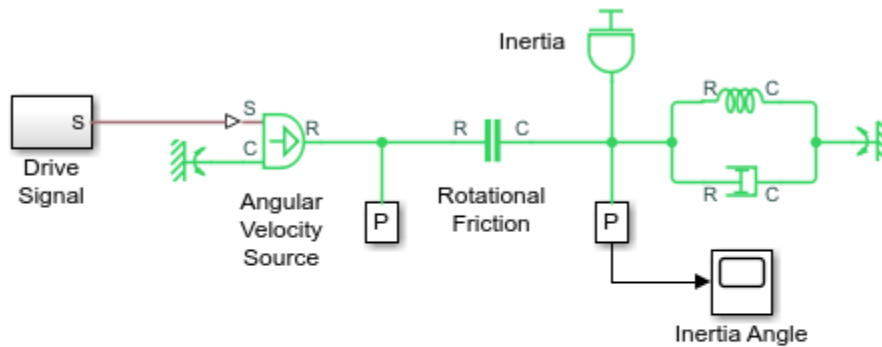 Inertia
R C
S
S
R
C
R C
Drive
Signal
Angular
Velocity
Source
P
Rotational
Friction
P
R C
Inertia Angle